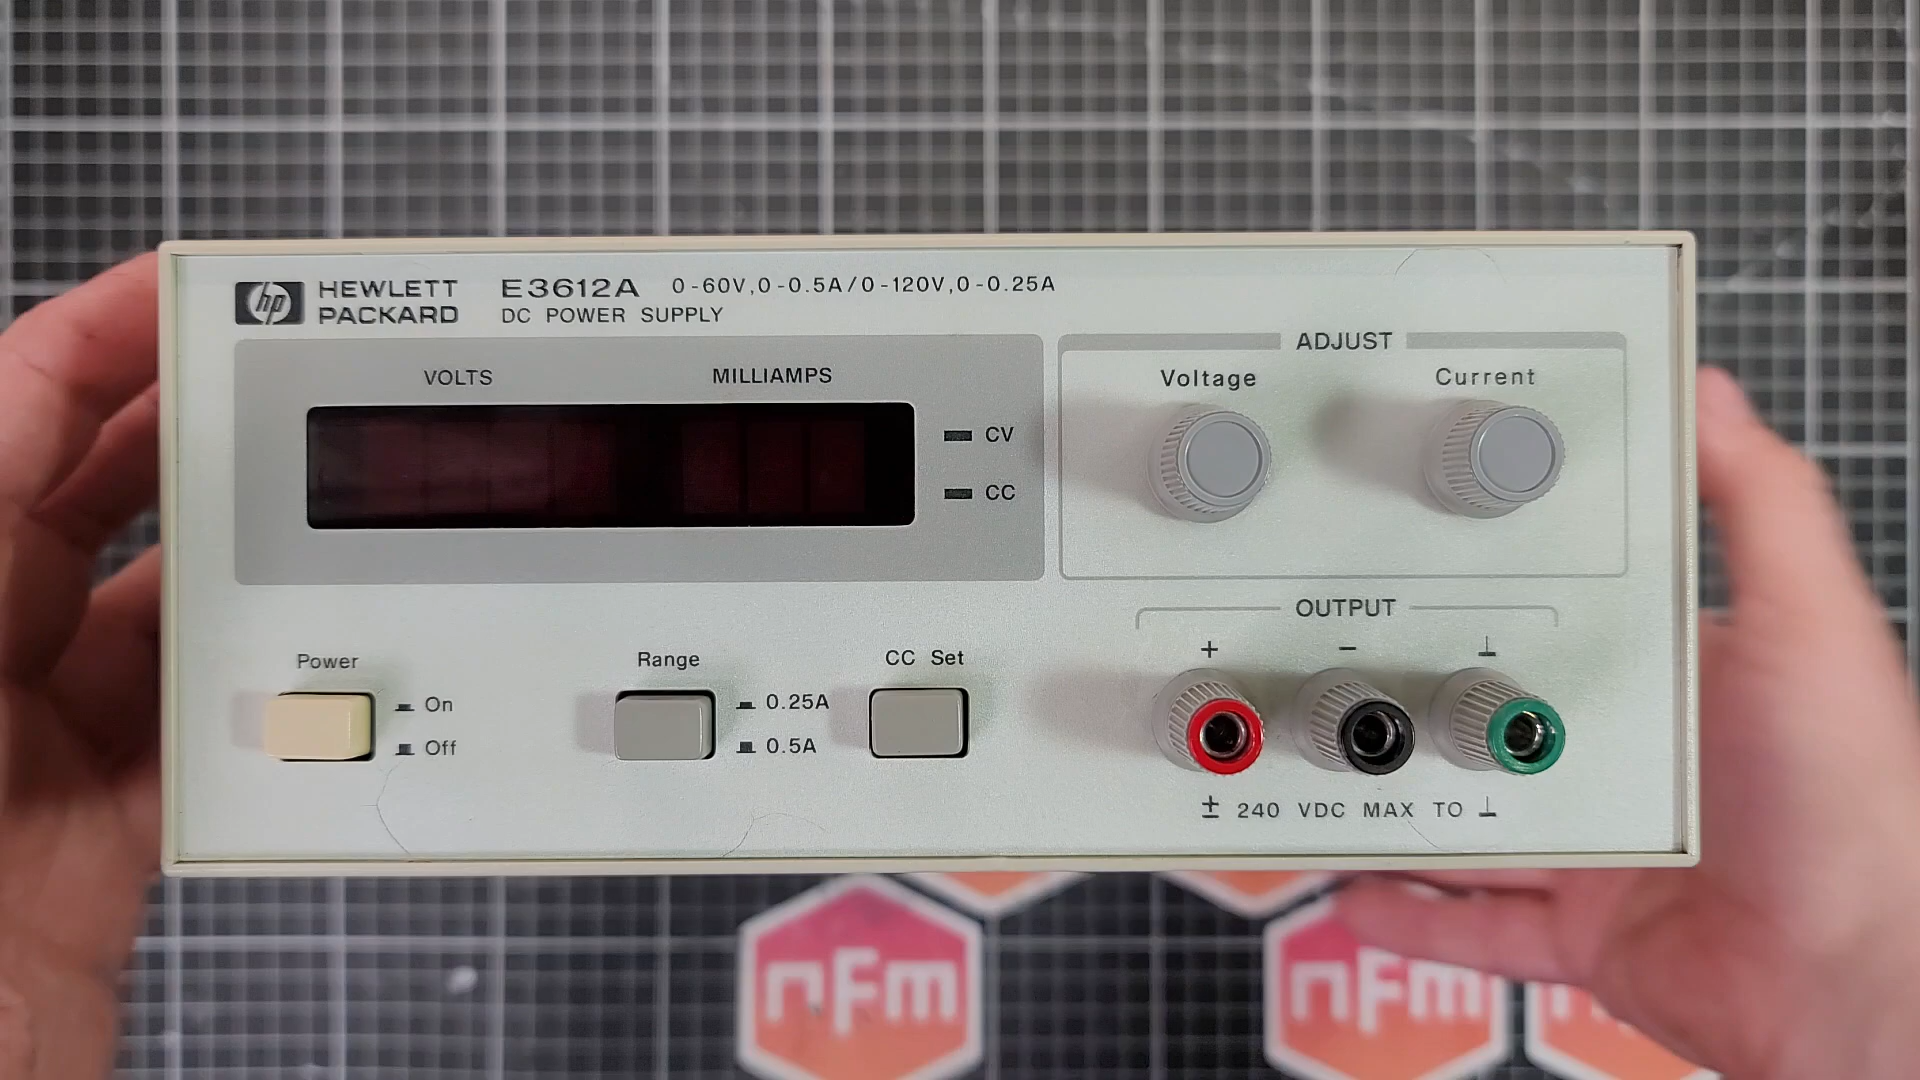 hp HEWLETT PACKARD
E3612A 0-60V,0-0.5A/0-120V,0-0.25A
DC POWER SUPPLY
VOLTS MILLIAMPS
CV
CC
ADJUST
Voltage Current
Power
On
Off
Range
0.25A
0.5A
CC Set
OUTPUT
+ − ⊥
± 240 VDC MAX TO ⊥
nFm nFm